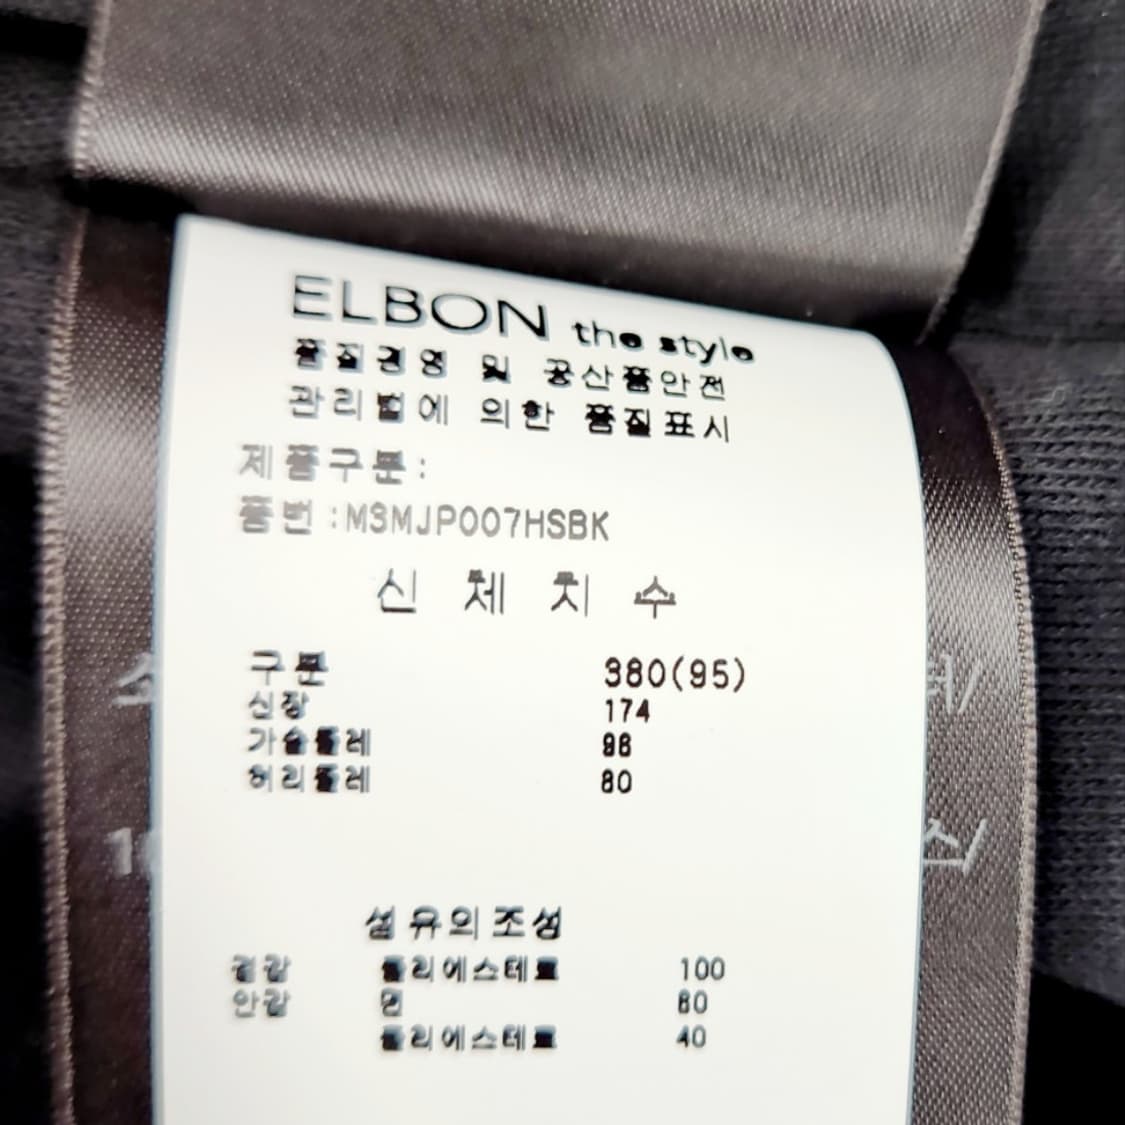 ELBON the style
품질경영 및 공산품안전
관리법에 의한 품질표시
제품구분:
품번:M3MJP007HSBK
신체치수
구분 380(95)
신장 174
가슴둘레
허리둘레 80
섬유의조성
겉감 폴리에스테르 100
안감 면
폴리에스테르 40